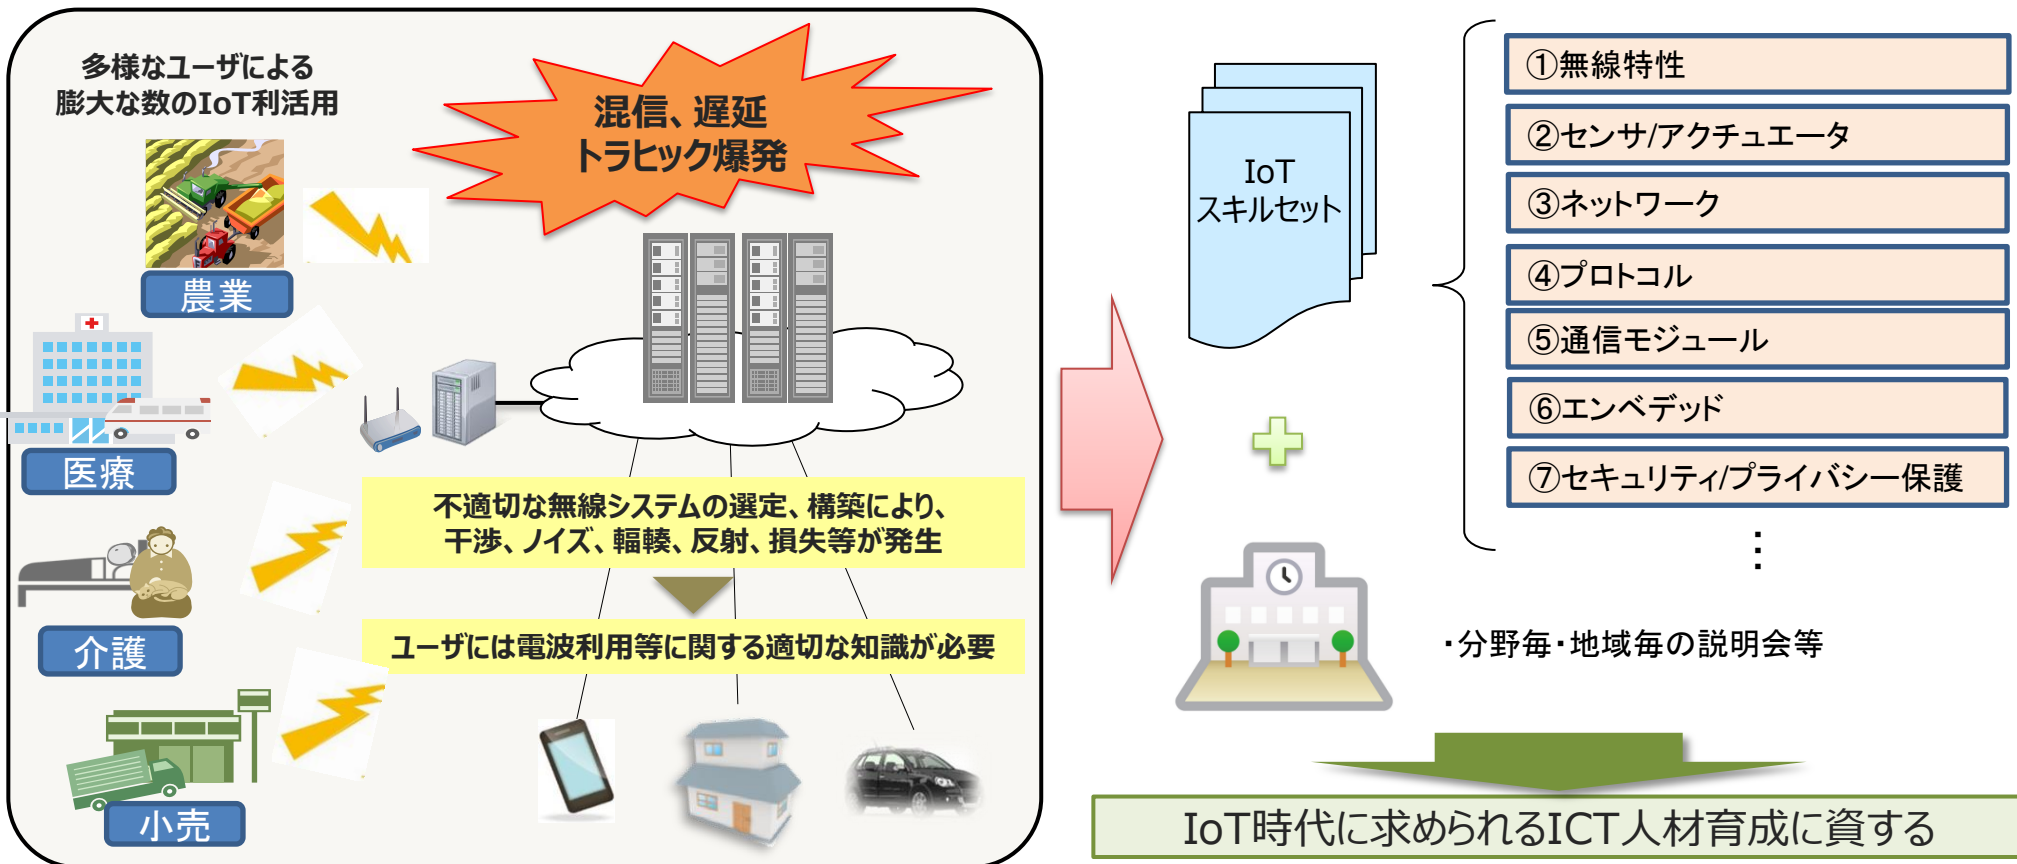 多様なユーザによる
膨大な数のIoT利活用
混信、遅延
トラヒック爆発
農業
医療
介護
小売
不適切な無線システムの選定、構築により、
干渉、ノイズ、輻輳、反射、損失等が発生
ユーザには電波利用等に関する適切な知識が必要
IoT
スキルセット
①無線特性
②センサ/アクチュエータ
③ネットワーク
④プロトコル
⑤通信モジュール
⑥エンベデッド
⑦セキュリティ/プライバシー保護
⋮
・分野毎・地域毎の説明会等
IoT時代に求められるICT人材育成に資する